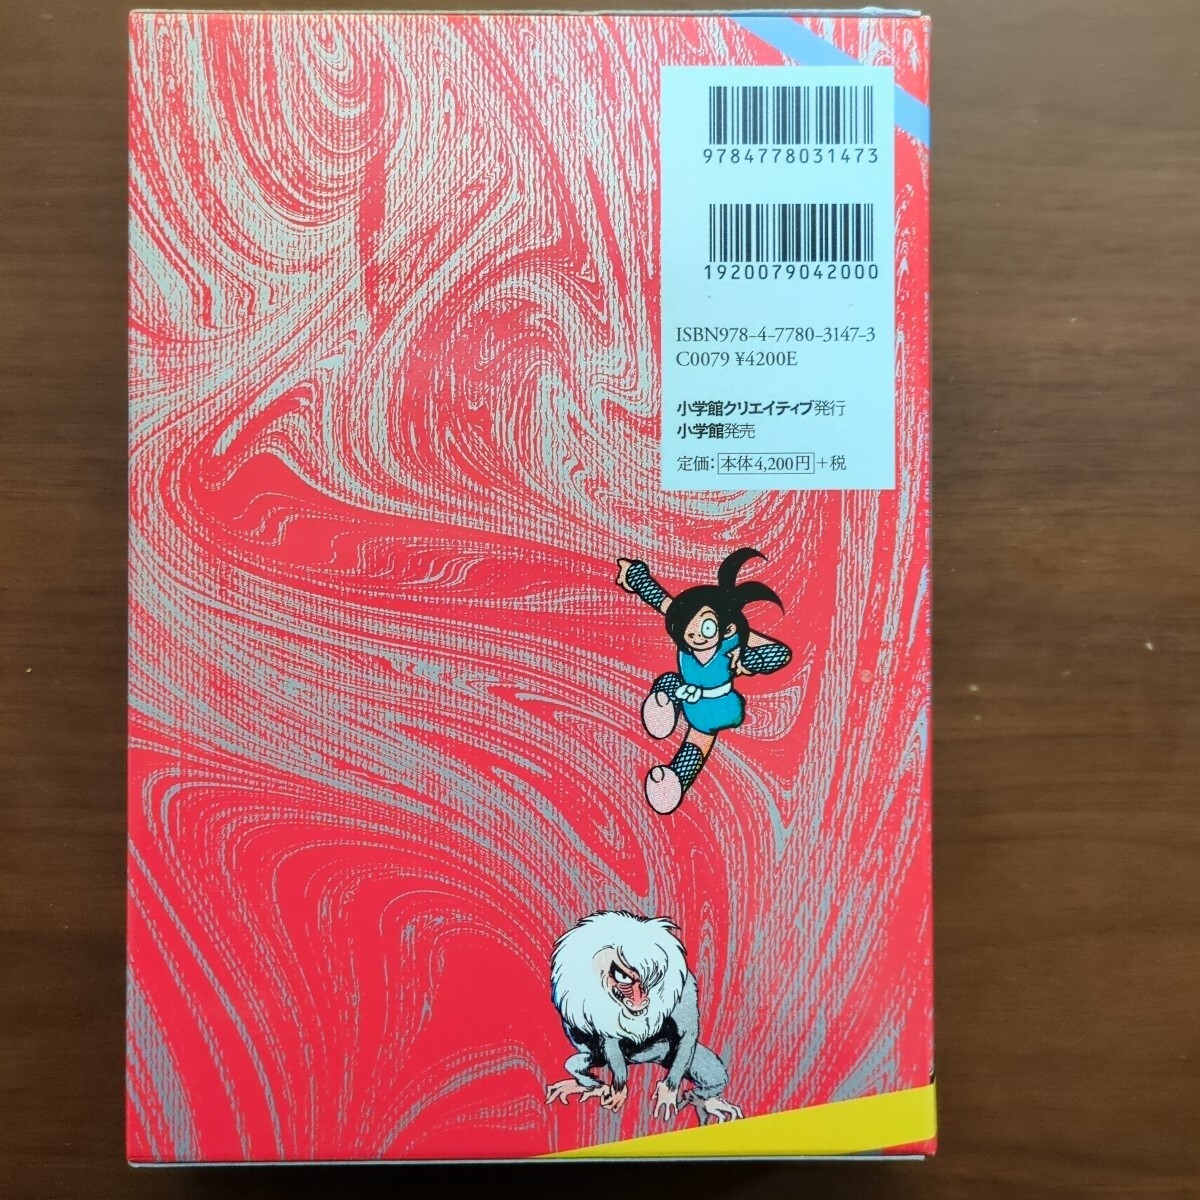 9784778031473
1920079042000
ISBN978-4-7780-3147-3
C0079 ¥4200E
小学館クリエイティブ発行
小学館発売
定価：本体4,200円＋税